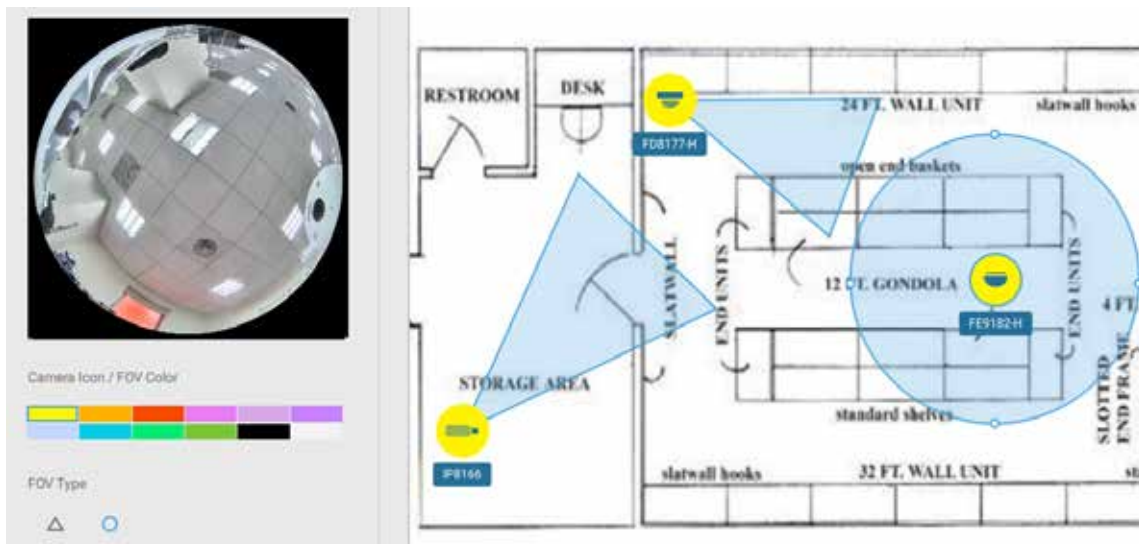 Camera Icon / FOV Color
FOV Type
RESTROOM
DESK
24 FT. WALL UNIT
slatwall hooks
FD8177-H
open end baskets
SLATWALL
END UNITS
12 FT. GONDOLA
END UNITS
4 FT.
FE9182-H
STORAGE AREA
standard shelves
SLOTTED
END FRAME
IP8166
slatwall hooks
32 FT. WALL UNIT